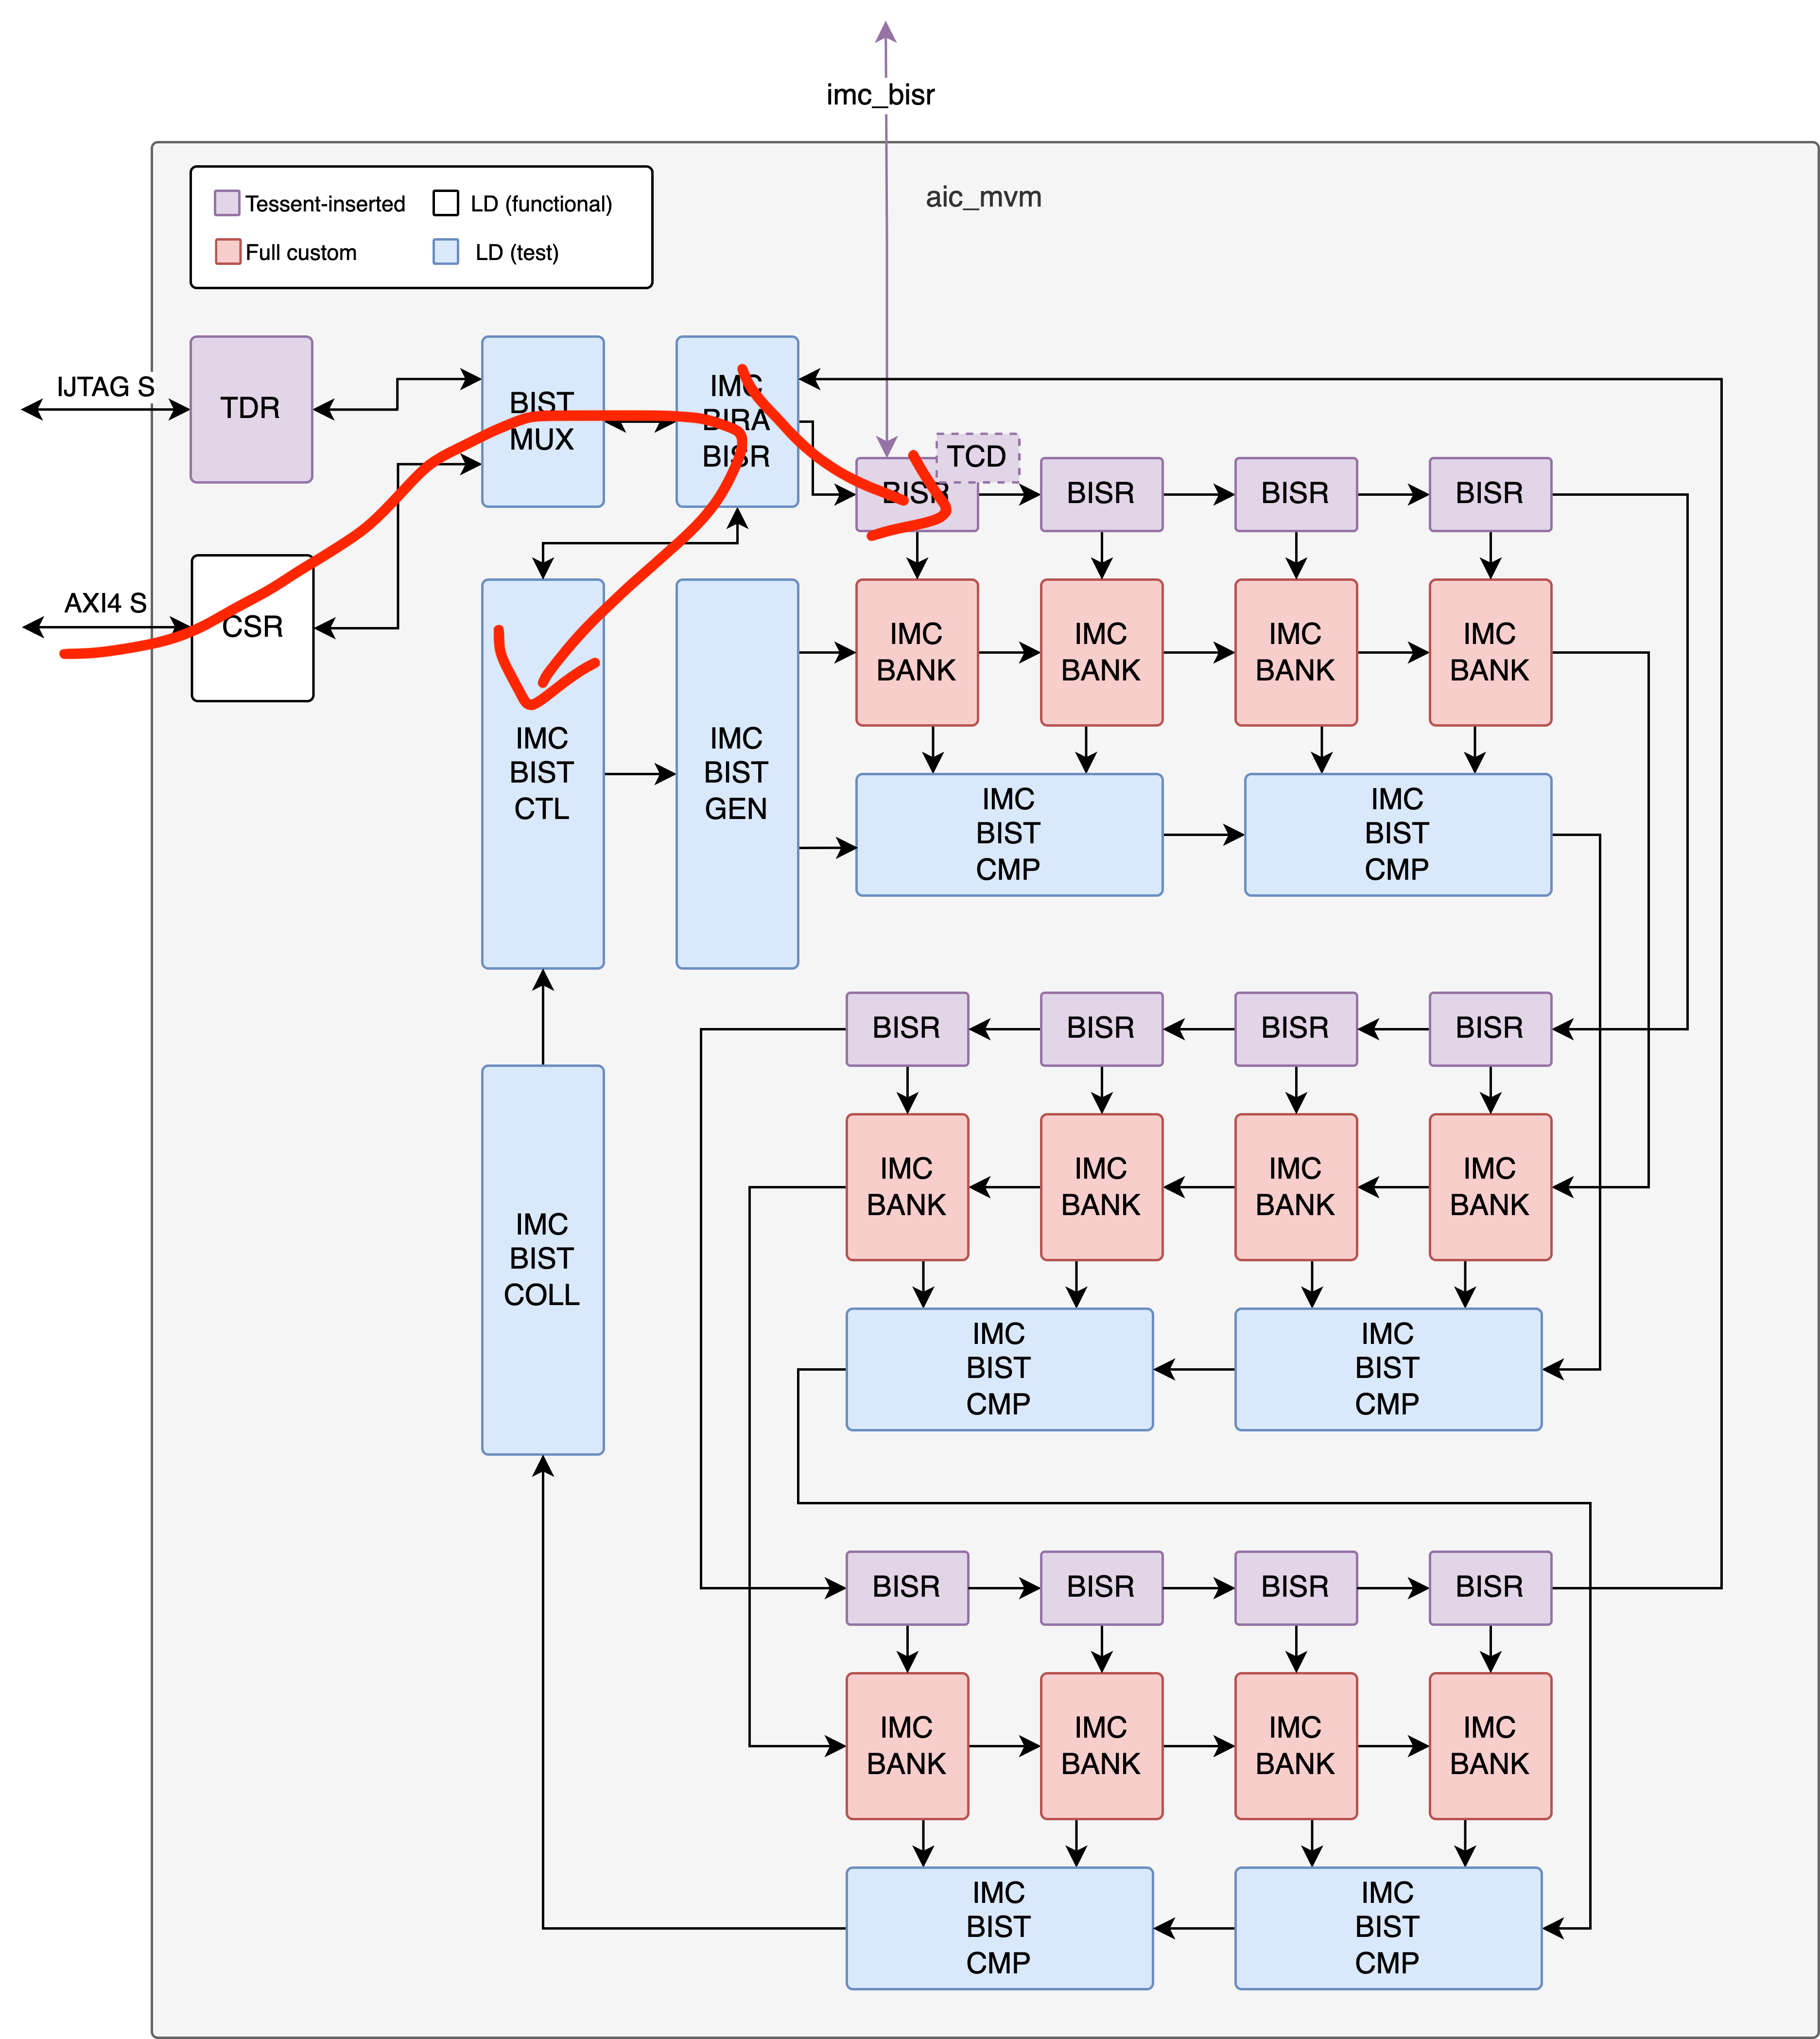 imc_bisr
aic_mvm
Tessent-inserted
LD (functional)
Full custom
LD (test)
IJTAG S
TDR
BIST
MUX
IMC
BIRA
BISR
AXI4 S
CSR
BISR
TCD
BISR
BISR
BISR
IMC
BANK
IMC
BANK
IMC
BANK
IMC
BANK
IMC
BIST
CTL
IMC
BIST
GEN
IMC
BIST
CMP
IMC
BIST
CMP
BISR
BISR
BISR
BISR
IMC
BANK
IMC
BANK
IMC
BANK
IMC
BANK
IMC
BIST
COLL
IMC
BIST
CMP
IMC
BIST
CMP
BISR
BISR
BISR
BISR
IMC
BANK
IMC
BANK
IMC
BANK
IMC
BANK
IMC
BIST
CMP
IMC
BIST
CMP